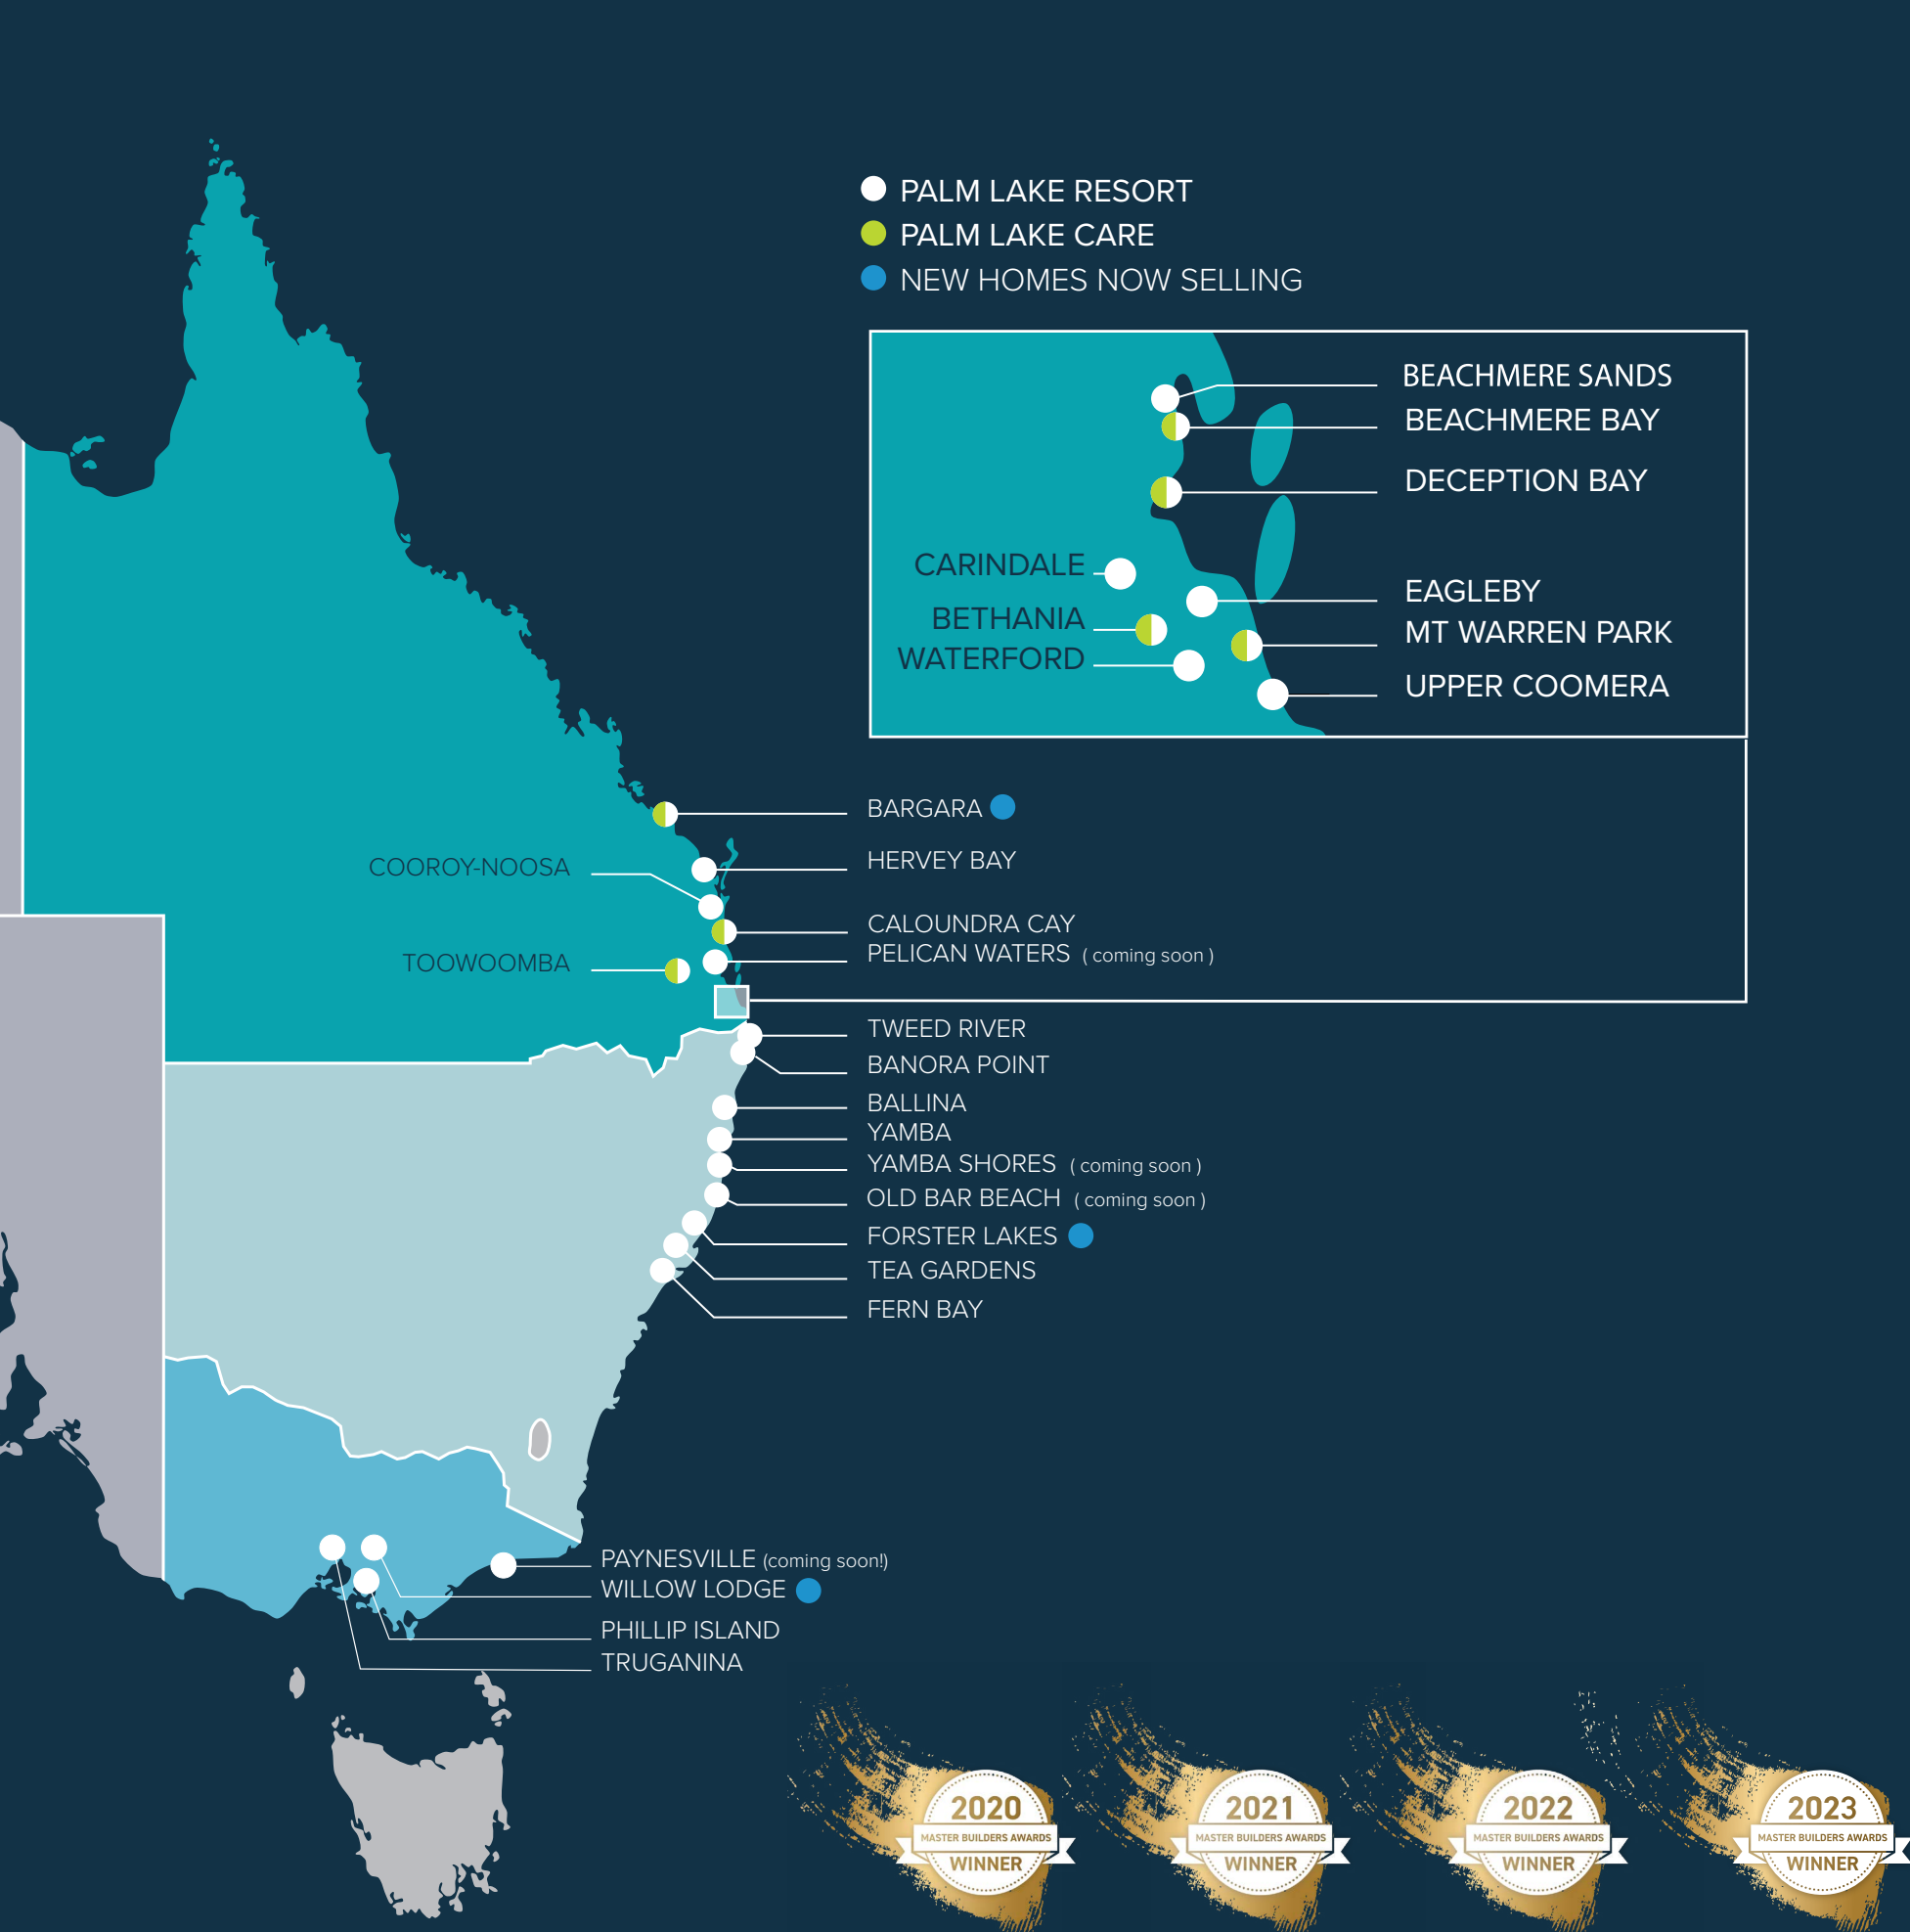 PALM LAKE RESORT
PALM LAKE CARE
NEW HOMES NOW SELLING
BEACHMERE SANDS
BEACHMERE BAY
DECEPTION BAY
CARINDALE
EAGLEBY
BETHANIA
MT WARREN PARK
WATERFORD
UPPER COOMERA
BARGARA
HERVEY BAY
COOROY-NOOSA
CALOUNDRA CAY
PELICAN WATERS ( coming soon )
TOOWOOMBA
TWEED RIVER
BANORA POINT
BALLINA
YAMBA
YAMBA SHORES ( coming soon )
OLD BAR BEACH ( coming soon )
FORSTER LAKES
TEA GARDENS
FERN BAY
PAYNESVILLE (coming soon!)
WILLOW LODGE
PHILLIP ISLAND
TRUGANINA
2020
MASTER BUILDERS AWARDS
WINNER
2021
MASTER BUILDERS AWARDS
WINNER
2022
MASTER BUILDERS AWARDS
WINNER
2023
MASTER BUILDERS AWARDS
WINNER